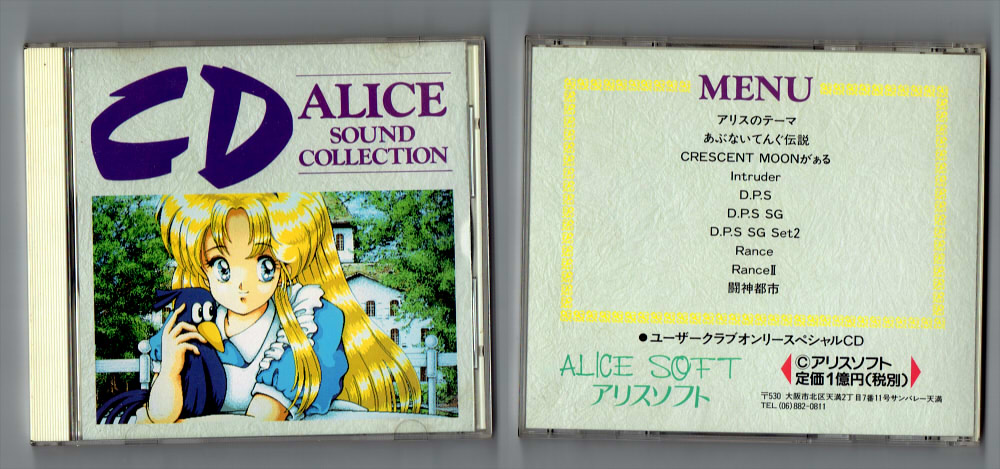 CD
ALICE
SOUND
COLLECTION
MENU
アリスのテーマ
あぶないてんぐ伝説
CRESCENT MOONがぁる
Intruder
D.P.S
D.P.S SG
D.P.S SG Set2
Rance
RanceⅡ
闘神都市
●ユーザークラブオンリースペシャルCD
ALICE SOFT
アリスソフト
©アリスソフト
定価1億円(税別)
〒530 大阪市北区天満2丁目7番11号サンバレー天満
TEL.(06)882-0811